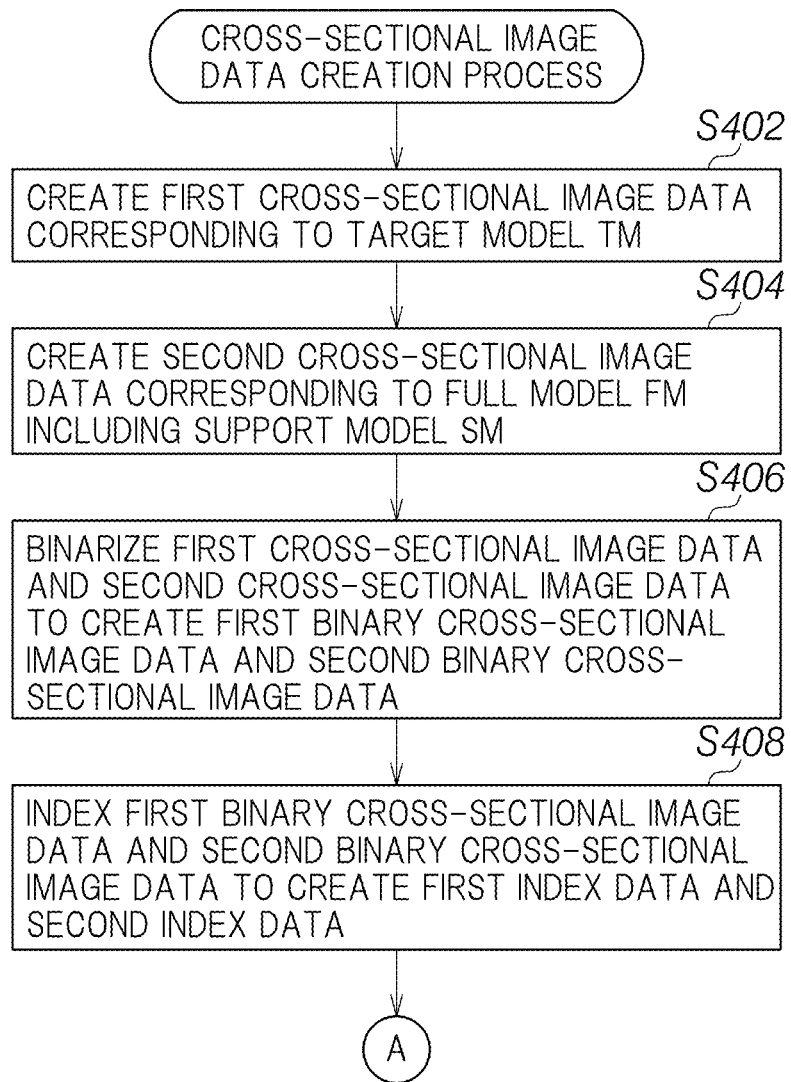 CROSS-SECTIONAL IMAGE
DATA CREATION PROCESS
S402
CREATE FIRST CROSS-SECTIONAL IMAGE DATA
CORRESPONDING TO TARGET MODEL TM
S404
CREATE SECOND CROSS-SECTIONAL IMAGE
DATA CORRESPONDING TO FULL MODEL FM
INCLUDING SUPPORT MODEL SM
S406
BINARIZE FIRST CROSS-SECTIONAL IMAGE DATA
AND SECOND CROSS-SECTIONAL IMAGE DATA
TO CREATE FIRST BINARY CROSS-SECTIONAL
IMAGE DATA AND SECOND BINARY CROSS-
SECTIONAL IMAGE DATA
S408
INDEX FIRST BINARY CROSS-SECTIONAL IMAGE
DATA AND SECOND BINARY CROSS-SECTIONAL
IMAGE DATA TO CREATE FIRST INDEX DATA AND
SECOND INDEX DATA
A